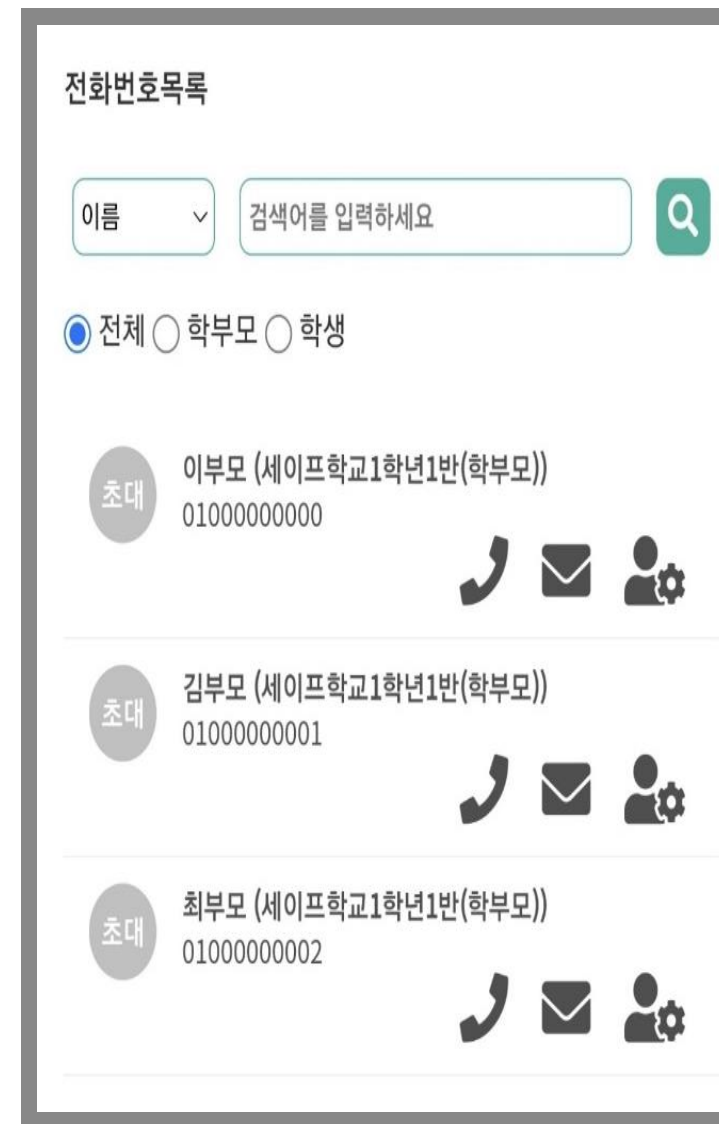 전화번호목록
이름
검색어를 입력하세요
전체 학부모 학생
초대
이부모 (세이프학교1학년1반(학부모))
01000000000
초대
김부모 (세이프학교1학년1반(학부모))
01000000001
초대
최부모 (세이프학교1학년1반(학부모))
01000000002